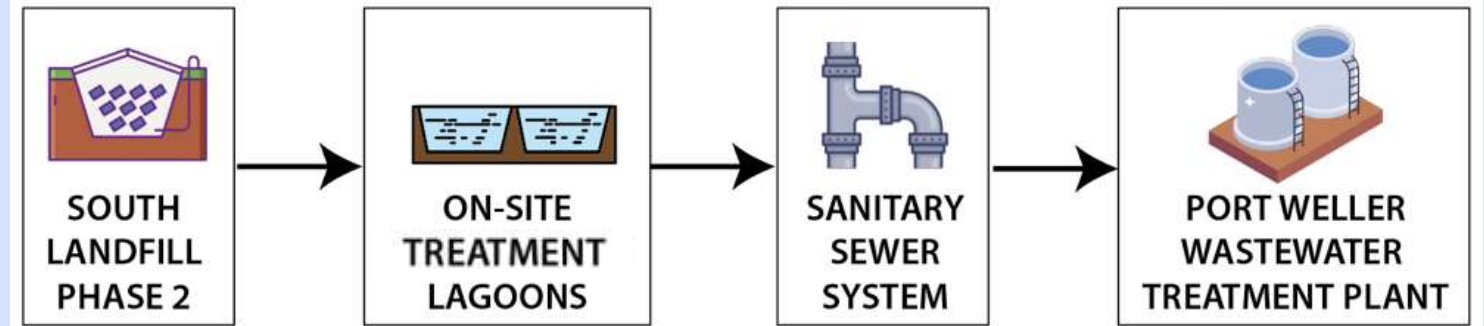 SOUTH
LANDFILL
PHASE 2
ON-SITE
TREATMENT
LAGOONS
SANITARY
SEWER
SYSTEM
PORT WELLER
WASTEWATER
TREATMENT PLANT